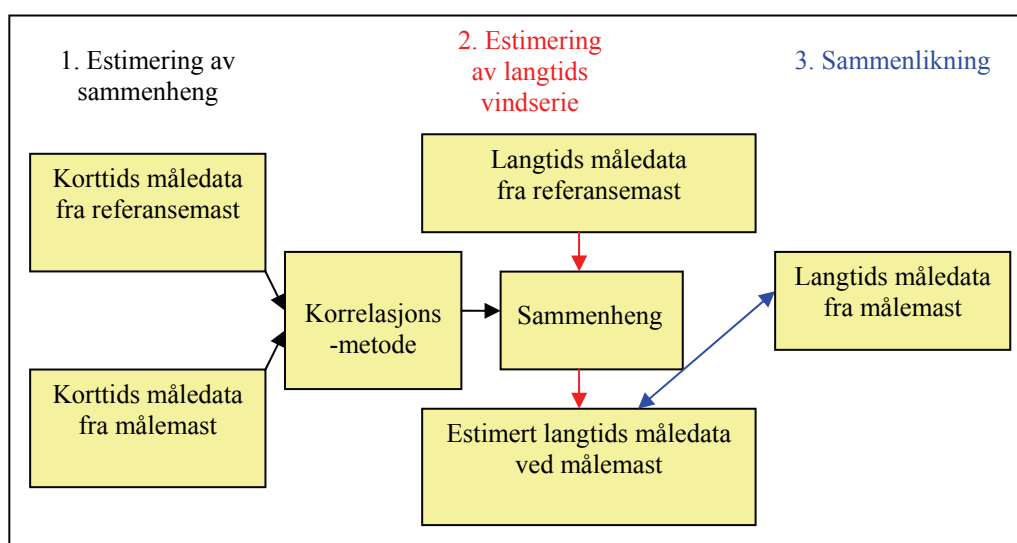 1. Estimering av
sammenheng
2. Estimering
av langtids
vindserie
3. Sammenlikning
Korttids måledata
fra referansemast
Korttids måledata
fra målemast
Korrelasjons
-metode
Langtids måledata
fra referansemast
Sammenheng
Estimert langtids måledata
ved målemast
Langtids måledata
fra målemast